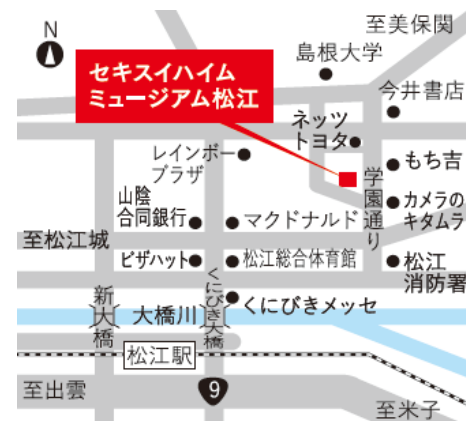 N
至美保関
島根大学
セキスイハイム
ミュージアム松江
今井書店
ネッツ
トヨタ
レインボー
プラザ
もち吉
学園通り
山陰
合同銀行
マクドナルド
カメラの
キタムラ
至松江城
ピザハット
松江総合体育館
松江
消防署
くにびき大橋
くにびきメッセ
新大橋
大橋川
松江駅
至出雲
9
至米子